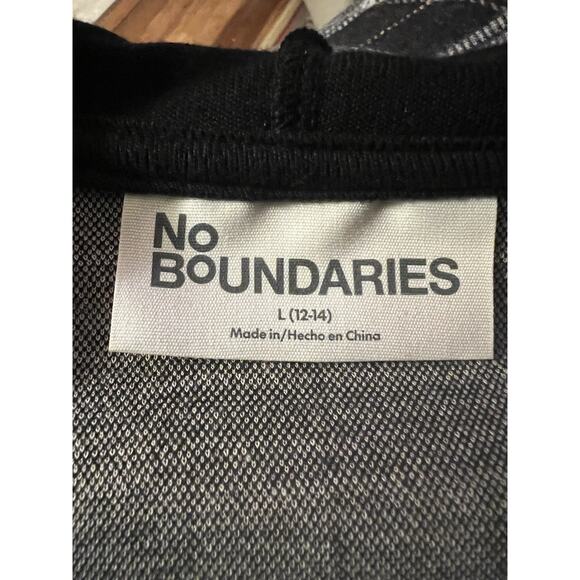 No
BoUNDARIES
L (12-14)
Made in/Hecho en China